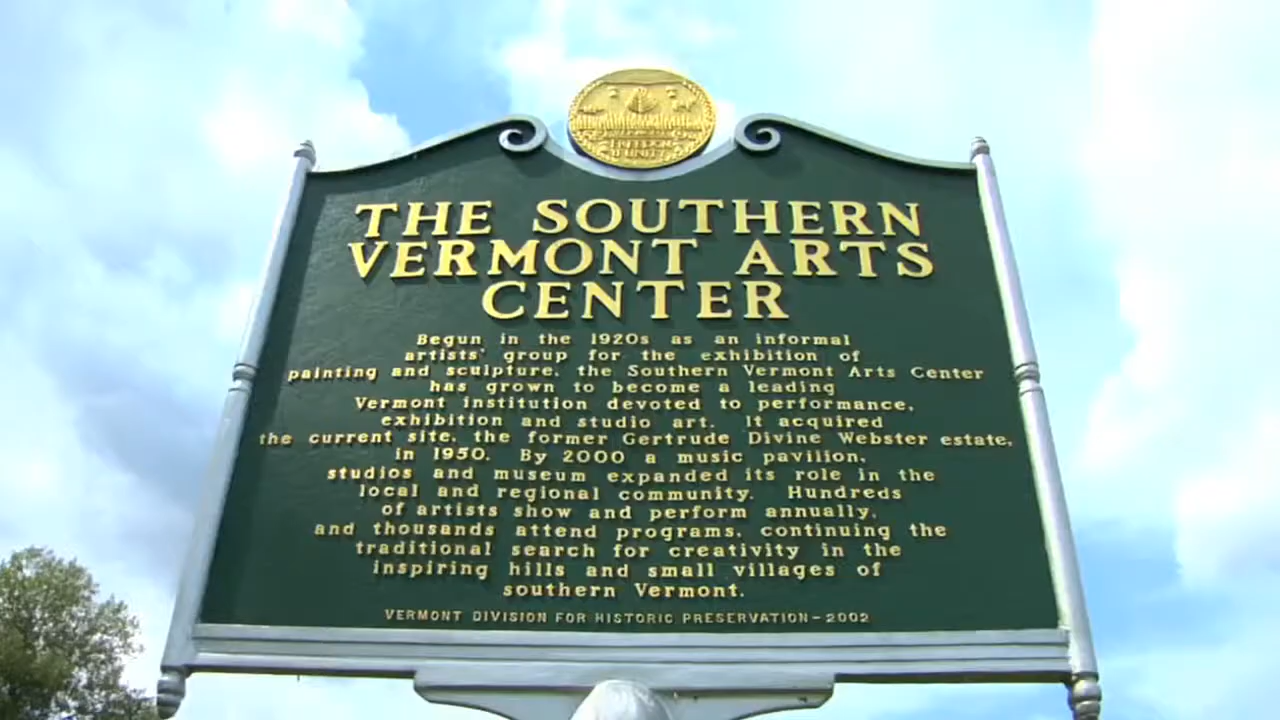 FREEDOM
& UNITY
THE SOUTHERN
VERMONT ARTS
CENTER
Begun in the 1920s as an informal
artists' group for the exhibition of
painting and sculpture, the Southern Vermont Arts Center
has grown to become a leading
Vermont institution devoted to performance,
exhibition and studio art. It acquired
the current site, the former Gertrude Divine Webster estate,
in 1950. By 2000 a music pavilion,
studios and museum expanded its role in the
local and regional community. Hundreds
of artists show and perform annually,
and thousands attend programs, continuing the
traditional search for creativity in the
inspiring hills and small villages of
southern Vermont.
VERMONT DIVISION FOR HISTORIC PRESERVATION-2002